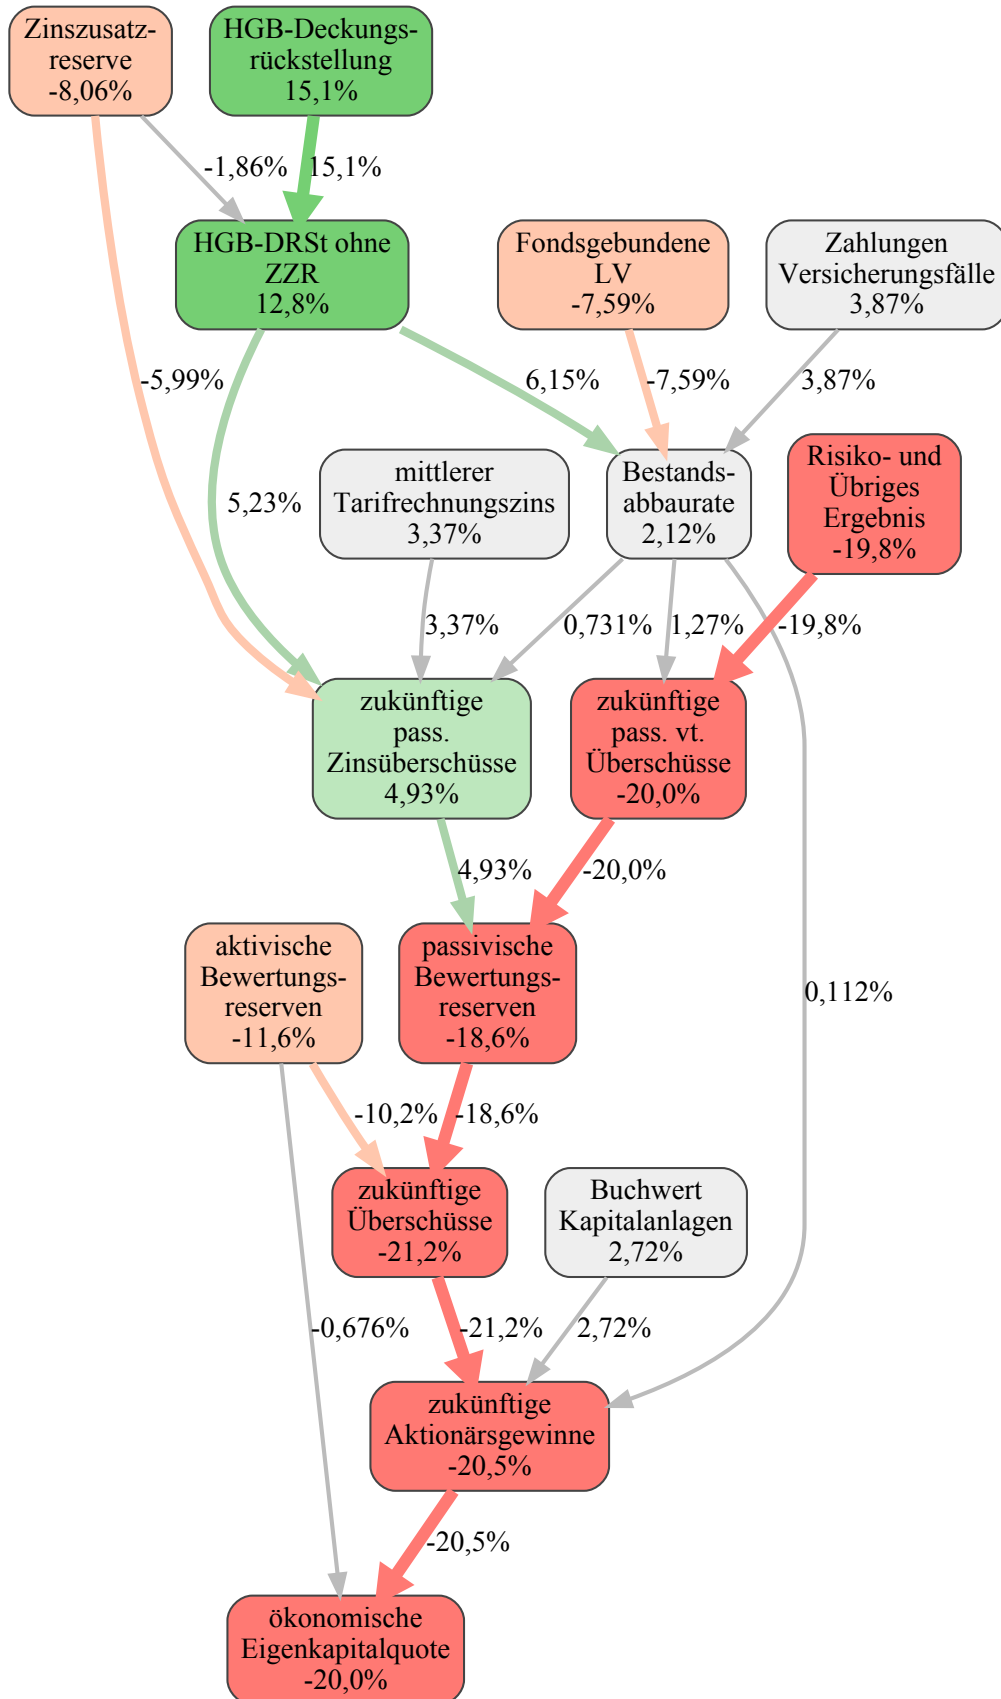 Zinszusatz-
reserve
-8,06%
HGB-Deckungs-
rückstellung
15,1%
-1,86%
15,1%
HGB-DRSt ohne
ZZR
12,8%
Fondsgebundene
LV
-7,59%
Zahlungen
Versicherungsfälle
3,87%
-5,99%
6,15%
-7,59%
3,87%
5,23%
mittlerer
Tarifrechnungszins
3,37%
Bestands-
abbaurate
2,12%
Risiko- und
Übriges
Ergebnis
-19,8%
3,37%
0,731%
1,27%
-19,8%
zukünftige
pass.
Zinsüberschüsse
4,93%
zukünftige
pass. vt.
Überschüsse
-20,0%
4,93%
-20,0%
aktivische
Bewertungs-
reserven
-11,6%
passivische
Bewertungs-
reserven
-18,6%
0,112%
-10,2%
-18,6%
zukünftige
Überschüsse
-21,2%
Buchwert
Kapitalanlagen
2,72%
-0,676%
-21,2%
2,72%
zukünftige
Aktionärsgewinne
-20,5%
-20,5%
ökonomische
Eigenkapitalquote
-20,0%